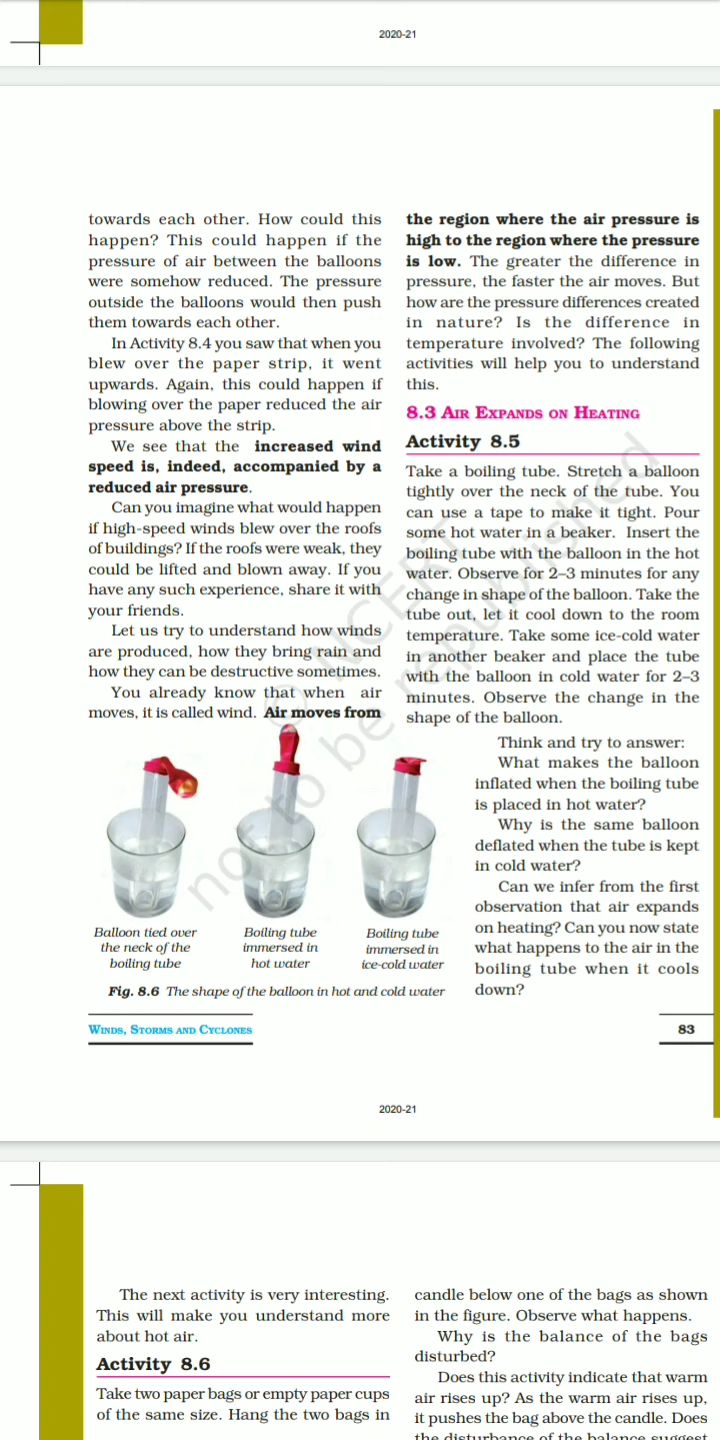 2020-21
towards each other. How could this
happen? This could happen if the
pressure of air between the balloons
were somehow reduced. The pressure
outside the balloons would then push
them towards each other.
In Activity 8.4 you saw that when you
blew over the paper strip, it went
upwards. Again, this could happen if
blowing over the paper reduced the air
pressure above the strip.
We see that the increased wind
speed is, indeed, accompanied by a
reduced air pressure.
Can you imagine what would happen
if high-speed winds blew over the roofs
of buildings? If the roofs were weak, they
could be lifted and blown away. If you
have any such experience, share it with
your friends.
Let us try to understand how winds
are produced, how they bring rain and
how they can be destructive sometimes.
You already know that when air
moves, it is called wind. Air moves from
the region where the air pressure is
high to the region where the pressure
is low. The greater the difference in
pressure, the faster the air moves. But
how are the pressure differences created
in nature? Is the difference in
temperature involved? The following
activities will help you to understand
this.
8.3 AIR EXPANDS ON HEATING
Activity 8.5
Take a boiling tube. Stretch a balloon
tightly over the neck of the tube. You
can use a tape to make it tight. Pour
some hot water in a beaker. Insert the
boiling tube with the balloon in the hot
water. Observe for 2–3 minutes for any
change in shape of the balloon. Take the
tube out, let it cool down to the room
temperature. Take some ice-cold water
in another beaker and place the tube
with the balloon in cold water for 2–3
minutes. Observe the change in the
shape of the balloon.
Think and try to answer:
What makes the balloon
inflated when the boiling tube
is placed in hot water?
Why is the same balloon
deflated when the tube is kept
in cold water?
Can we infer from the first
observation that air expands
on heating? Can you now state
what happens to the air in the
boiling tube when it cools
down?
Balloon tied over
the neck of the
boiling tube
Boiling tube
immersed in
hot water
Boiling tube
immersed in
ice-cold water
Fig. 8.6 The shape of the balloon in hot and cold water
WINDS, STORMS AND CYCLONES
83
© NCERT
not to be republished
2020-21
The next activity is very interesting.
This will make you understand more
about hot air.
Activity 8.6
Take two paper bags or empty paper cups
of the same size. Hang the two bags in
candle below one of the bags as shown
in the figure. Observe what happens.
Why is the balance of the bags
disturbed?
Does this activity indicate that warm
air rises up? As the warm air rises up,
it pushes the bag above the candle. Does
the disturbance of the balance suggest